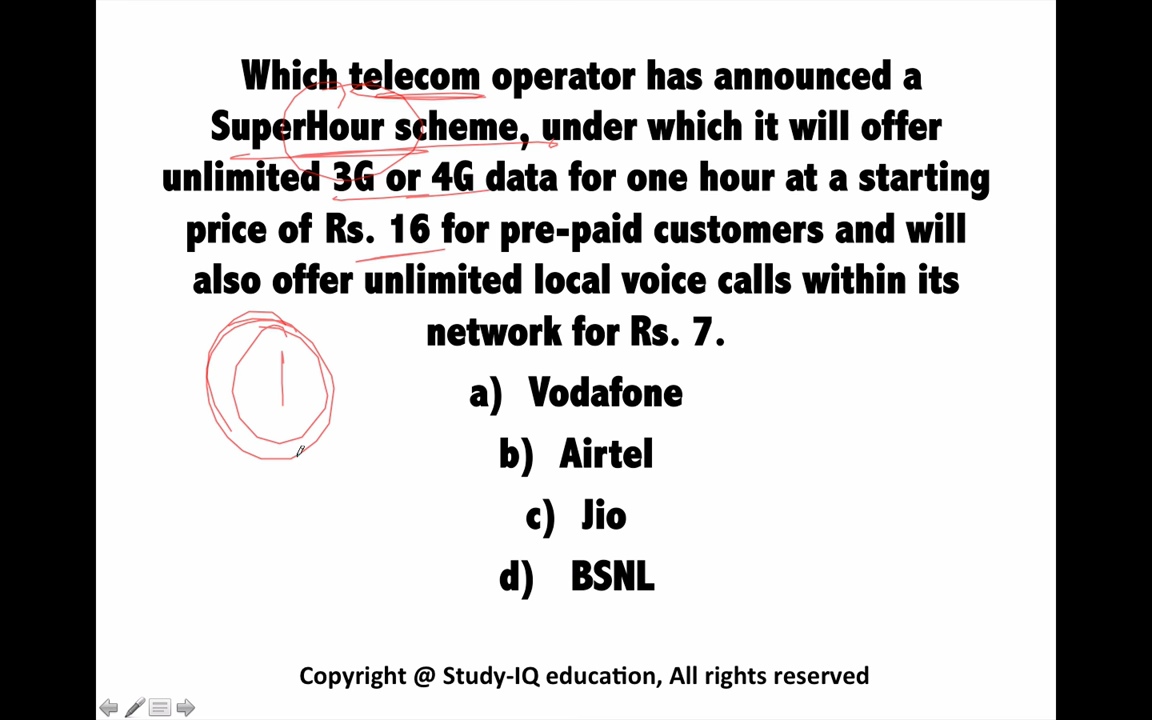 Which telecom operator has announced a
SuperHour scheme, under which it will offer
unlimited 3G or 4G data for one hour at a starting
price of Rs. 16 for pre-paid customers and will
also offer unlimited local voice calls within its
network for Rs. 7.
a) Vodafone
b) Airtel
c) Jio
d) BSNL
Copyright @ Study-IQ education, All rights reserved